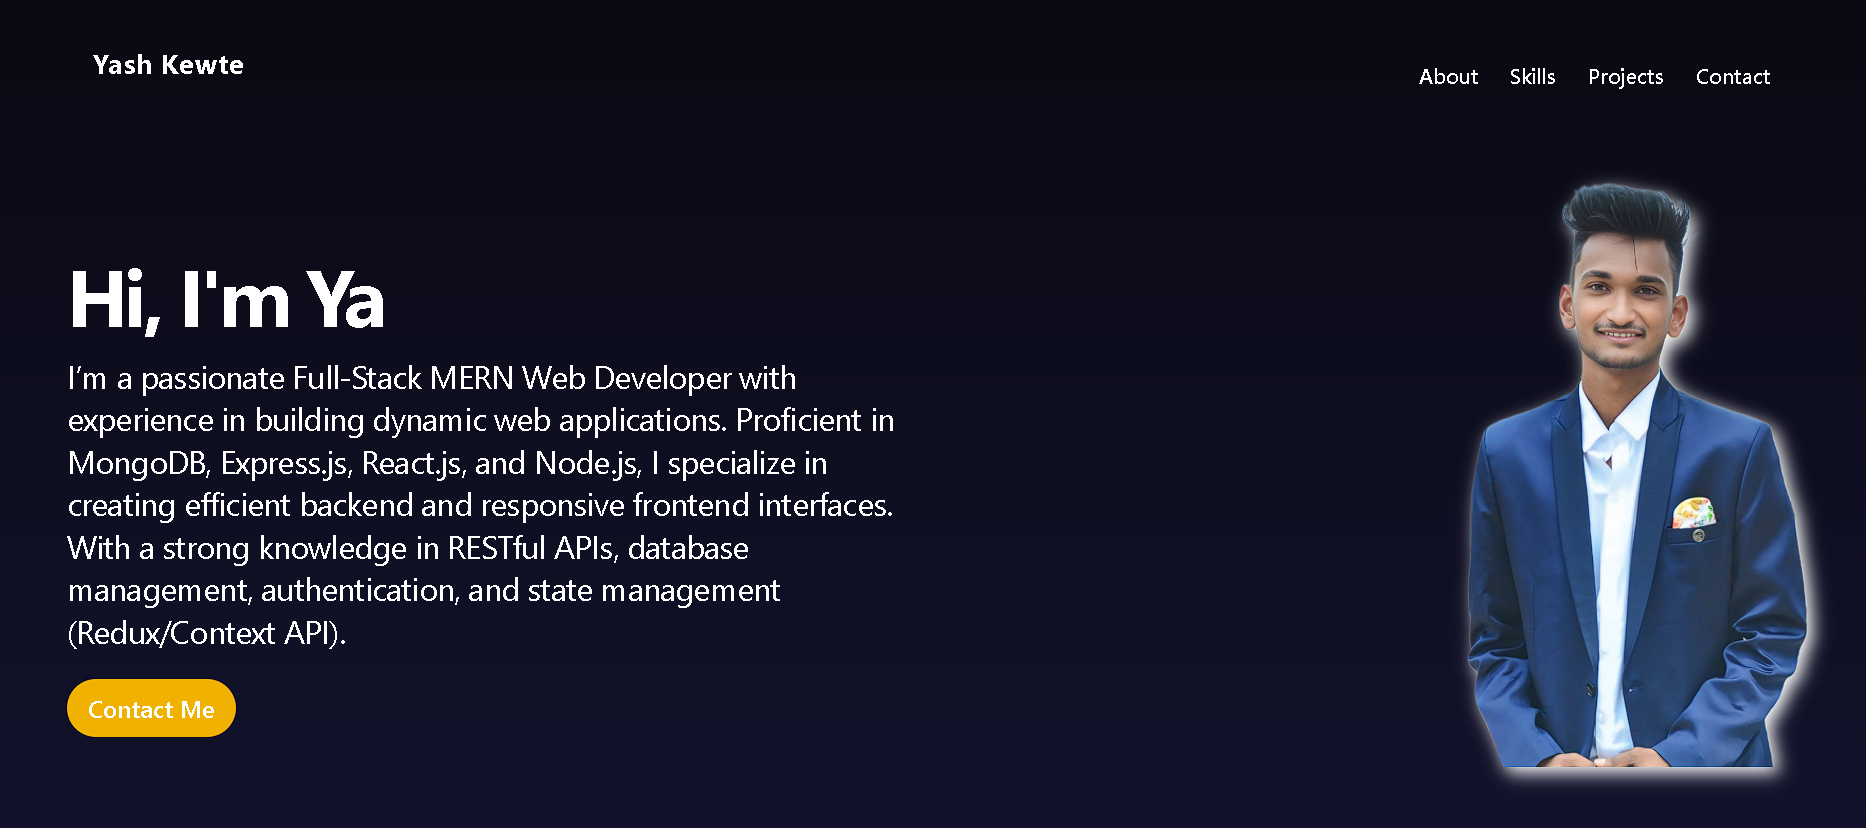 Yash Kewte
About Skills Projects Contact
Hi, I'm Ya
I’m a passionate Full-Stack MERN Web Developer with
experience in building dynamic web applications. Proficient in
MongoDB, Express.js, React.js, and Node.js, I specialize in
creating efficient backend and responsive frontend interfaces.
With a strong knowledge in RESTful APIs, database
management, authentication, and state management
(Redux/Context API).
Contact Me